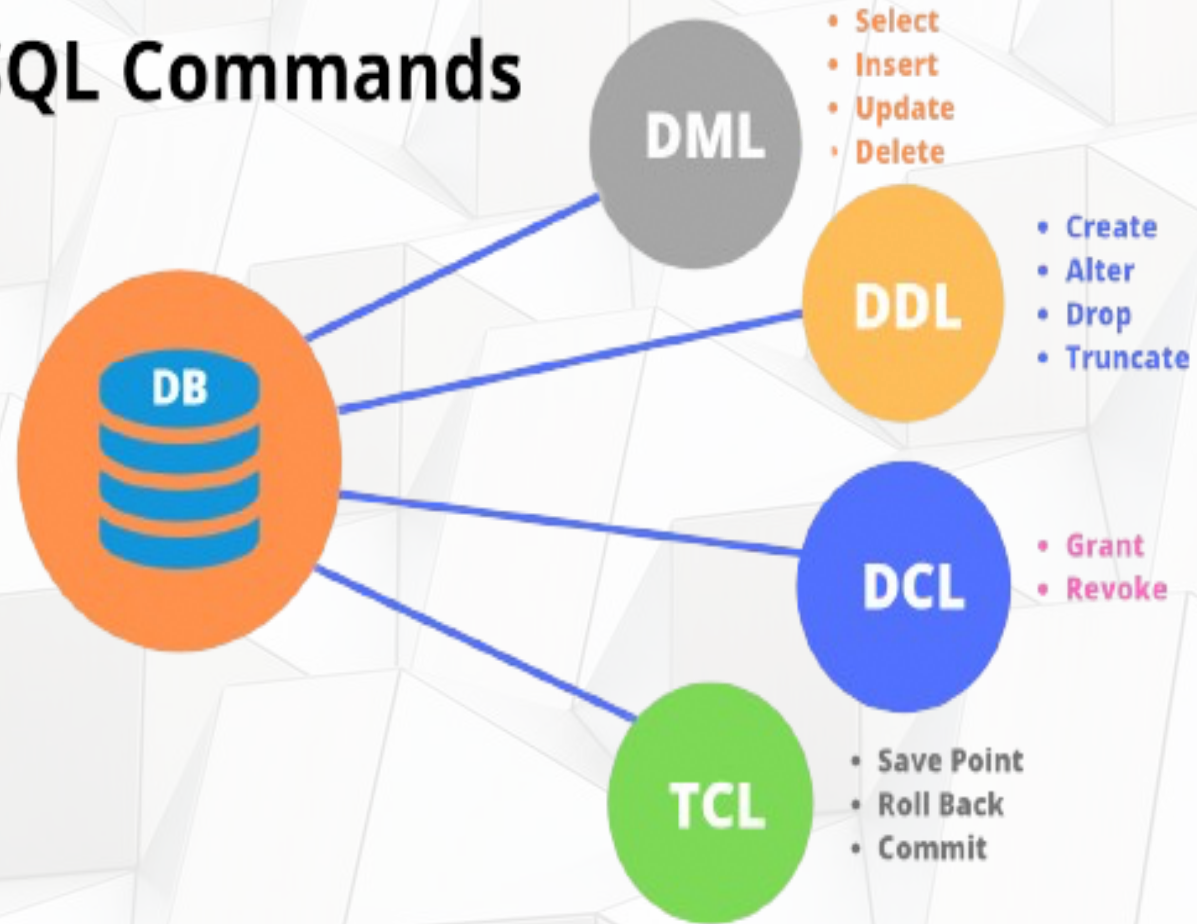 SQL Commands
DML
• Select
• Insert
• Update
• Delete
DDL
• Create
• Alter
• Drop
• Truncate
DB
DCL
• Grant
• Revoke
TCL
• Save Point
• Roll Back
• Commit